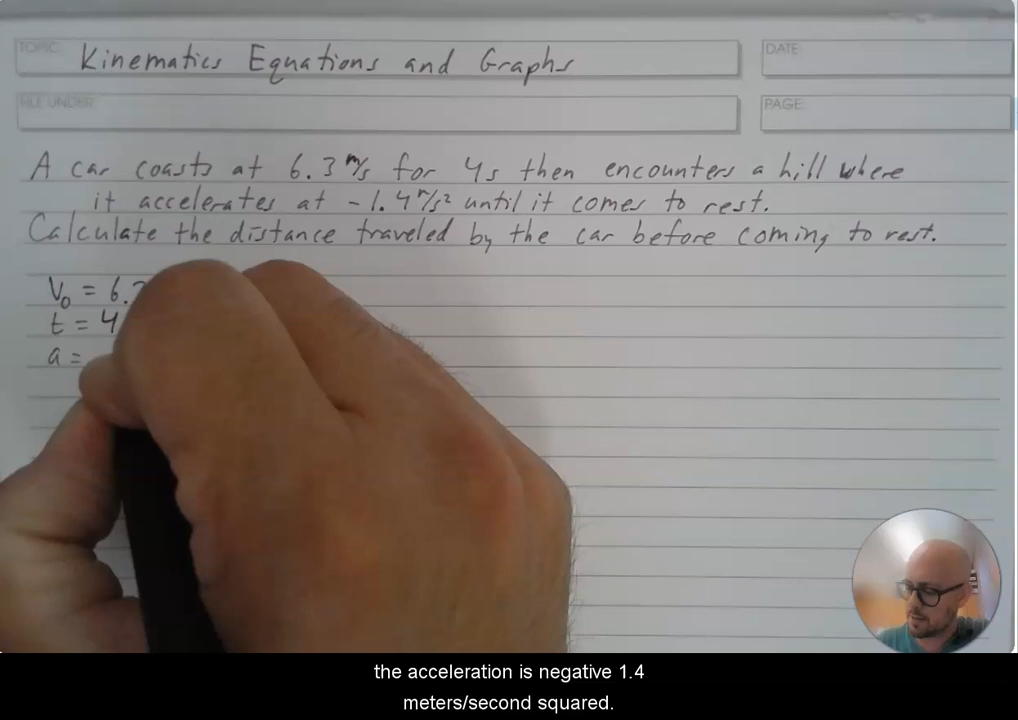 TOPIC: Kinematics Equations and Graphs
DATE:
FILE UNDER:
PAGE:
A car coasts at 6.3 m/s for 4s then encounters a hill where
it accelerates at -1.4 m/s² until it comes to rest.
Calculate the distance traveled by the car before coming to rest.
V₀ = 6.
t = 4
a =
the acceleration is negative 1.4
meters/second squared.